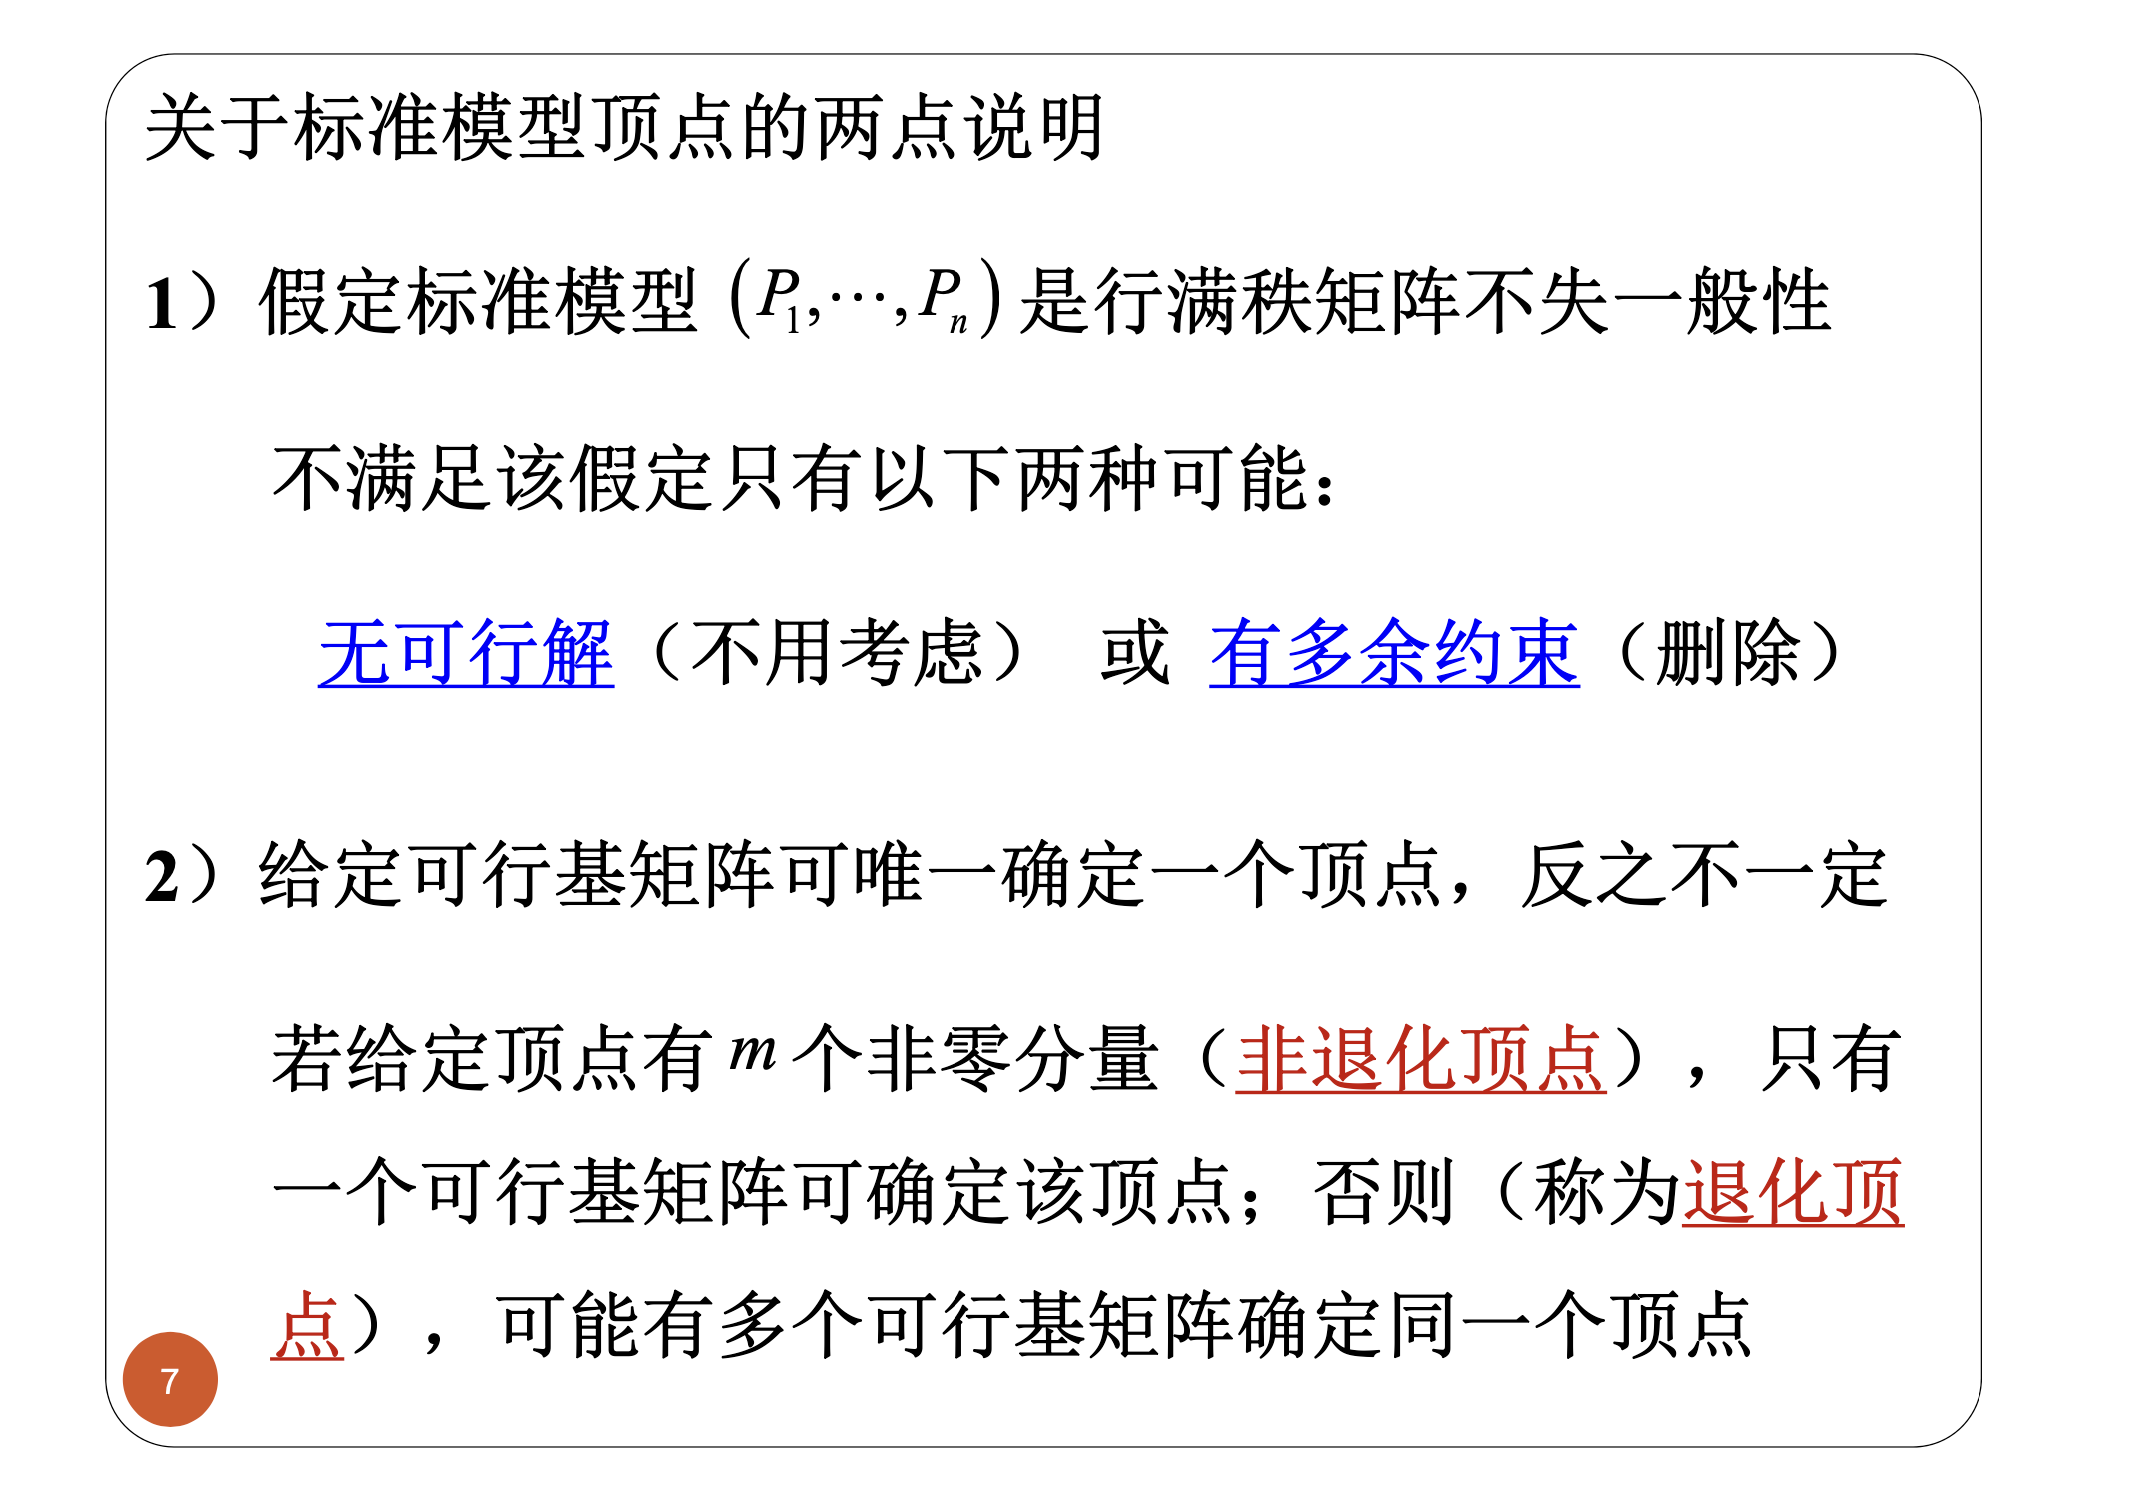 关于标准模型顶点的两点说明
1）假定标准模型 (P₁,⋯,Pₙ) 是行满秩矩阵不失一般性
不满足该假定只有以下两种可能：
无可行解（不用考虑） 或 有多余约束（删除）
2）给定可行基矩阵可唯一确定一个顶点，反之不一定
若给定顶点有 m 个非零分量（非退化顶点），只有
一个可行基矩阵可确定该顶点；否则（称为退化顶
点），可能有多个可行基矩阵确定同一个顶点
7